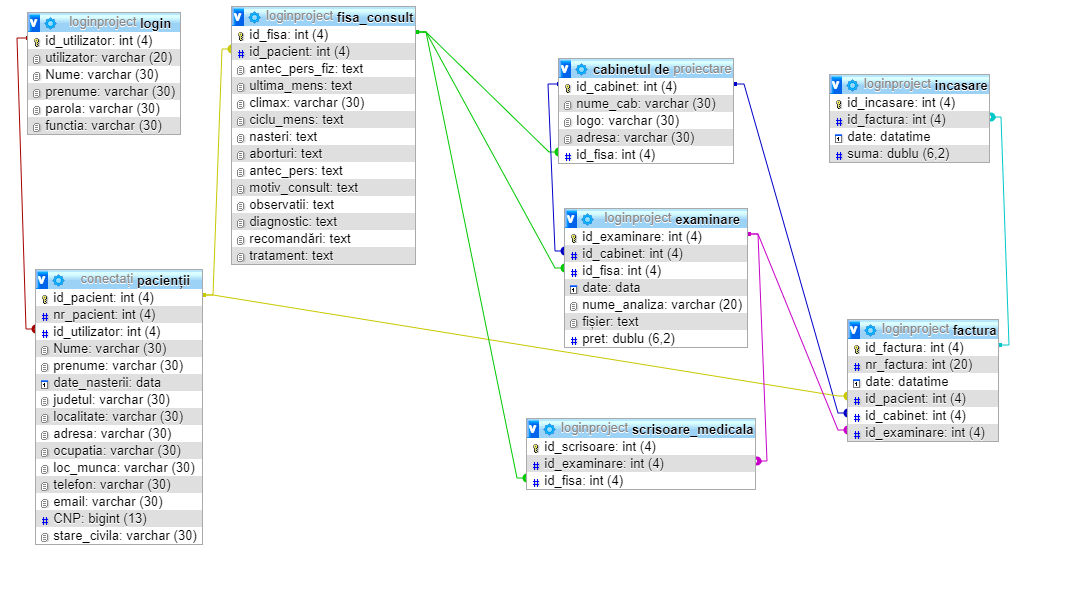 loginproject login
id_utilizator: int (4)
utilizator: varchar (20)
Nume: varchar (30)
prenume: varchar (30)
parola: varchar (30)
functia: varchar (30)
loginproject fisa_consult
id_fisa: int (4)
id_pacient: int (4)
antec_pers_fiz: text
ultima_mens: text
climax: varchar (30)
ciclu_mens: text
nasteri: text
aborturi: text
antec_pers: text
motiv_consult: text
observatii: text
diagnostic: text
recomandări: text
tratament: text
cabinetul de proiectare
id_cabinet: int (4)
nume_cab: varchar (30)
logo: varchar (30)
adresa: varchar (30)
id_fisa: int (4)
loginproject incasare
id_incasare: int (4)
id_factura: int (4)
date: datatime
suma: dublu (6,2)
loginproject examinare
id_examinare: int (4)
id_cabinet: int (4)
id_fisa: int (4)
date: data
nume_analiza: varchar (20)
fișier: text
pret: dublu (6,2)
conectați pacienții
id_pacient: int (4)
nr_pacient: int (4)
id_utilizator: int (4)
Nume: varchar (30)
prenume: varchar (30)
date_nasterii: data
judetul: varchar (30)
localitate: varchar (30)
adresa: varchar (30)
ocupatia: varchar (30)
loc_munca: varchar (30)
telefon: varchar (30)
email: varchar (30)
CNP: bigint (13)
stare_civila: varchar (30)
loginproject factura
id_factura: int (4)
nr_factura: int (20)
date: datatime
id_pacient: int (4)
id_cabinet: int (4)
id_examinare: int (4)
loginproject scrisoare_medicala
id_scrisoare: int (4)
id_examinare: int (4)
id_fisa: int (4)